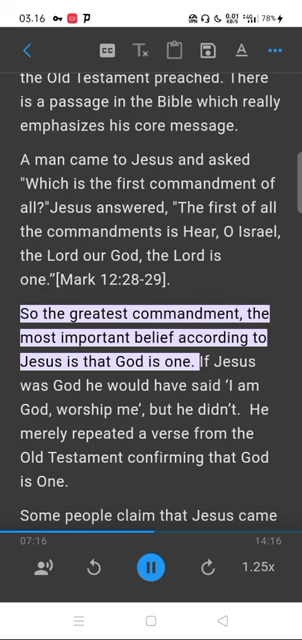 03.16
0,01
KB/S
4G
78%
CC
the Old Testament preached. There
is a passage in the Bible which really
emphasizes his core message.
A man came to Jesus and asked
"Which is the first commandment of
all?"Jesus answered, "The first of all
the commandments is Hear, O Israel,
the Lord our God, the Lord is
one.”[Mark 12:28-29].
So the greatest commandment, the
most important belief according to
Jesus is that God is one. If Jesus
was God he would have said ‘I am
God, worship me’, but he didn’t.  He
merely repeated a verse from the
Old Testament confirming that God
is One.
Some people claim that Jesus came
07:16
14:16
1.25x